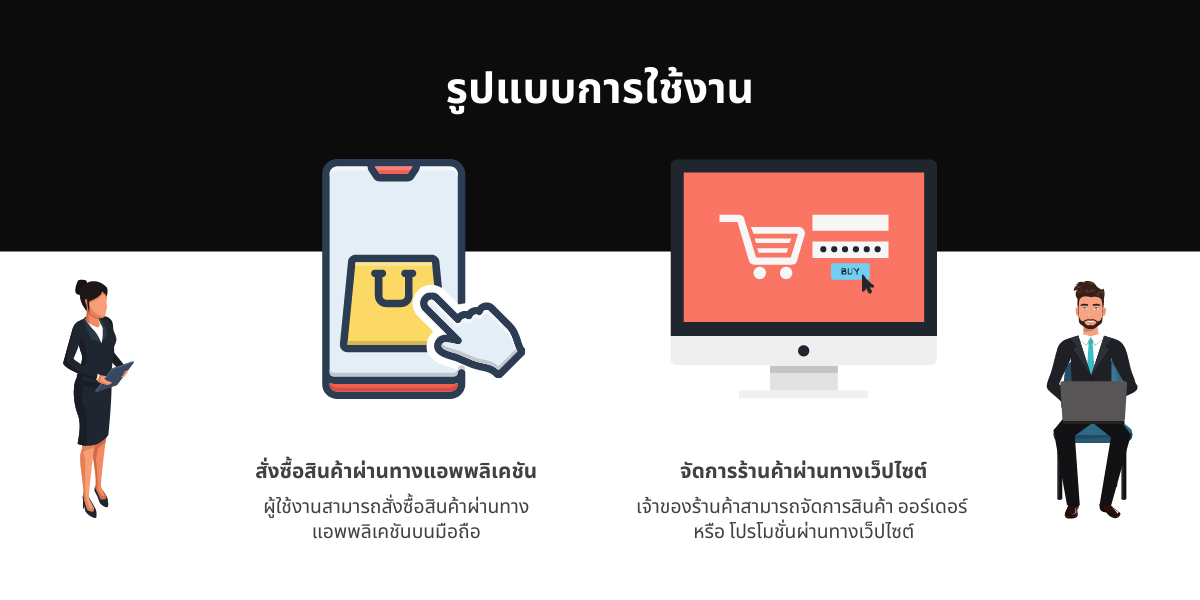 รูปแบบการใช้งาน
BUY
สั่งซื้อสินค้าผ่านทางแอพพลิเคชัน
ผู้ใช้งานสามารถสั่งซื้อสินค้าผ่านทาง
แอพพลิเคชันบนมือถือ
จัดการร้านค้าผ่านทางเว็ปไซต์
เจ้าของร้านค้าสามารถจัดการสินค้า ออร์เดอร์
หรือ โปรโมชั่นผ่านทางเว็ปไซต์